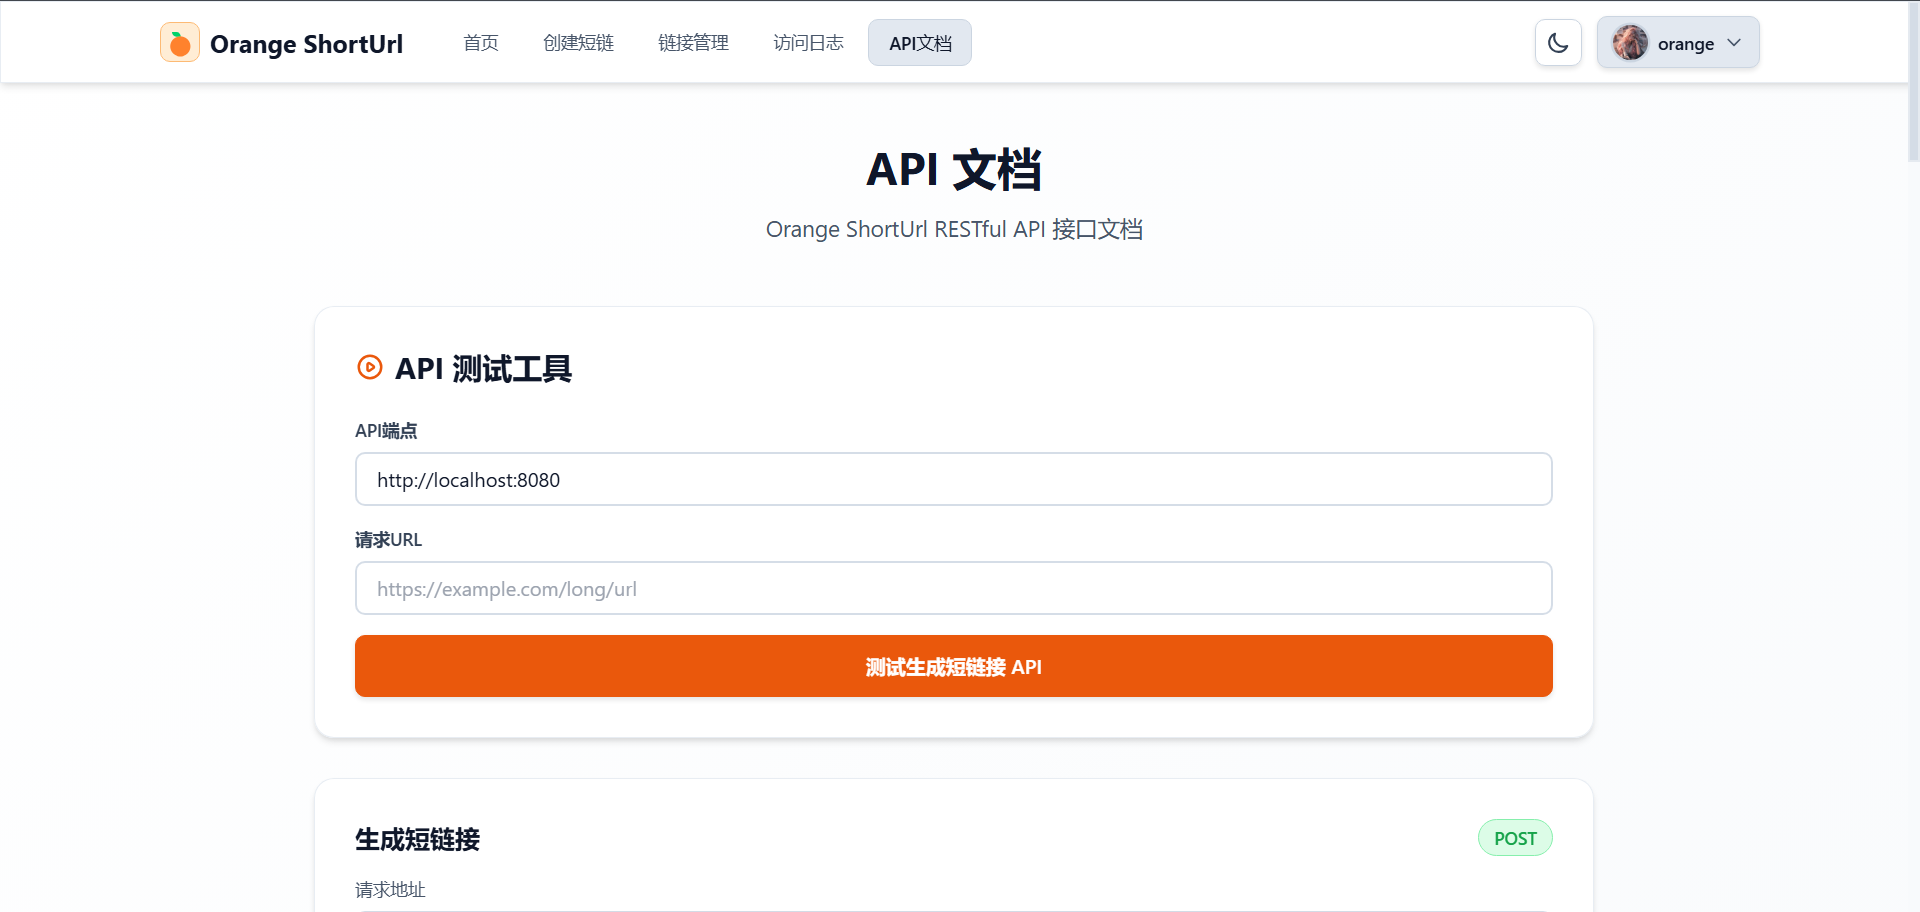 Orange ShortUrl
首页
创建短链
链接管理
访问日志
API文档
orange
API 文档
Orange ShortUrl RESTful API 接口文档
API 测试工具
API端点
http://localhost:8080
请求URL
https://example.com/long/url
测试生成短链接 API
生成短链接
POST
请求地址